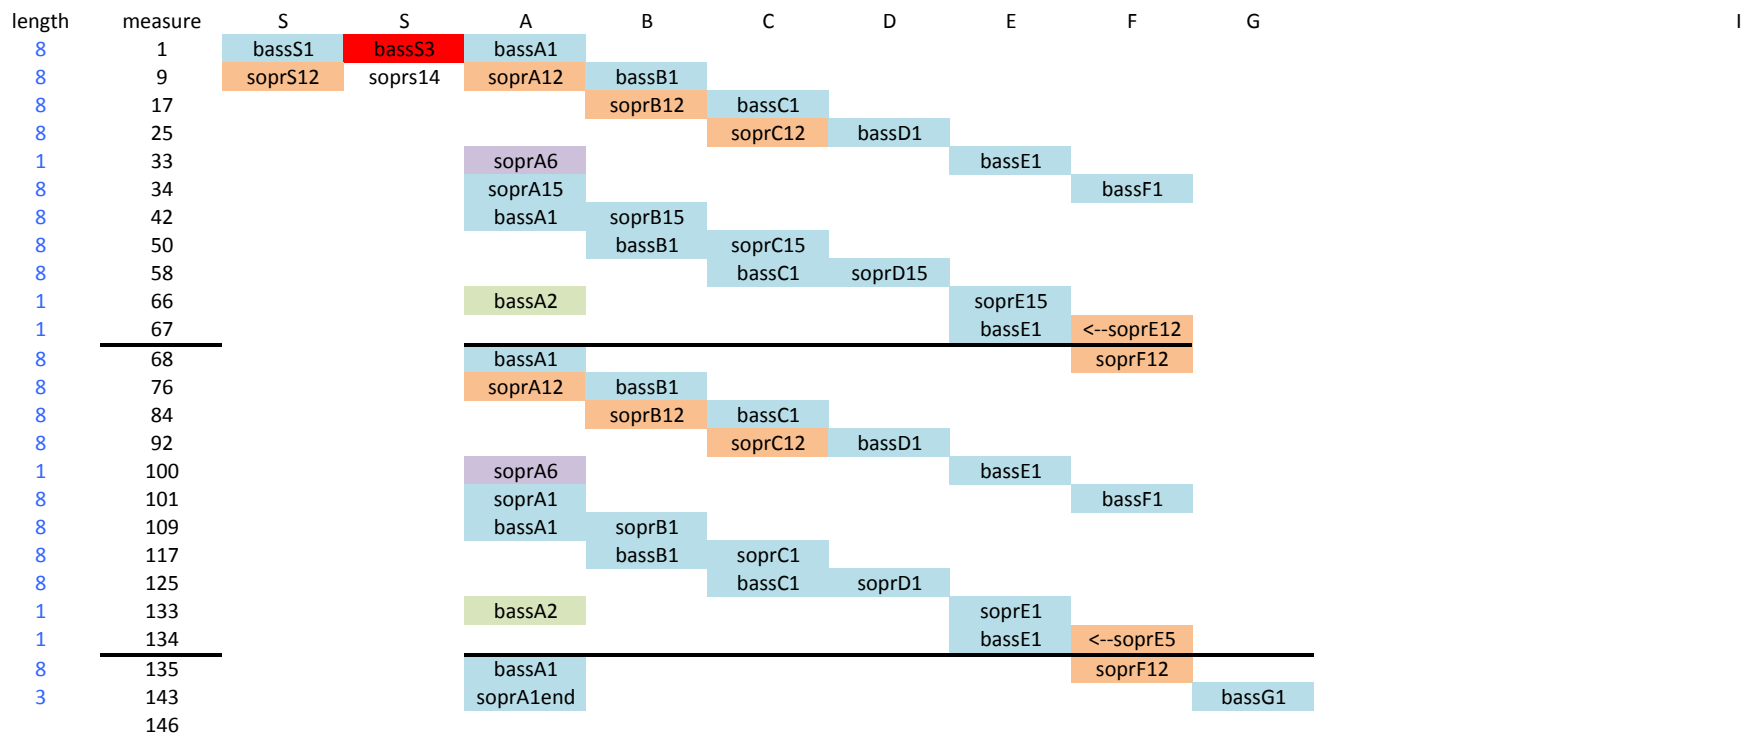 length measure S S A B C D E F G I
8 1 bassS1 bassS3 bassA1
8 9 soprS12 soprs14 soprA12 bassB1
8 17 soprB12 bassC1
8 25 soprC12 bassD1
1 33 soprA6 bassE1
8 34 soprA15 bassF1
8 42 bassA1 soprB15
8 50 bassB1 soprC15
8 58 bassC1 soprD15
1 66 bassA2 soprE15
1 67 bassE1 <--soprE12
8 68 bassA1 soprF12
8 76 soprA12 bassB1
8 84 soprB12 bassC1
8 92 soprC12 bassD1
1 100 soprA6 bassE1
8 101 soprA1 bassF1
8 109 bassA1 soprB1
8 117 bassB1 soprC1
8 125 bassC1 soprD1
1 133 bassA2 soprE1
1 134 bassE1 <--soprE5
8 135 bassA1 soprF12
3 143 soprA1end bassG1
146